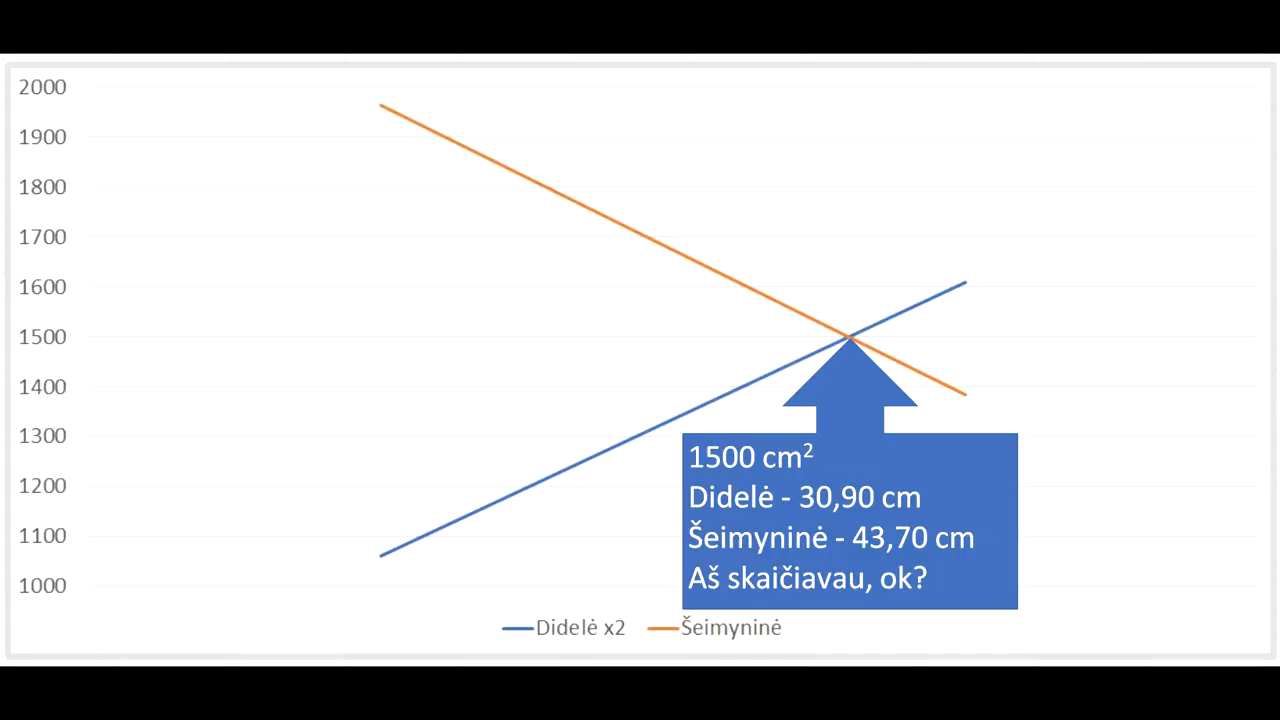 2000
1900
1800
1700
1600
1500
1400
1300
1200
1100
1000
1500 cm²
Didelė - 30,90 cm
Šeimyninė - 43,70 cm
Aš skaičiavau, ok?
Didelė x2 Šeimyninė